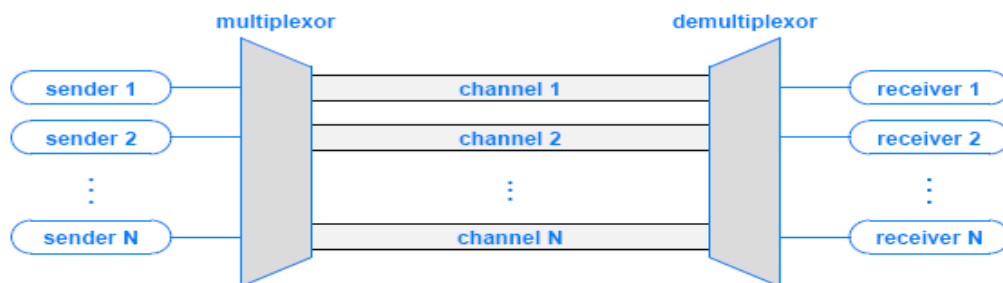 multiplexor demultiplexor
sender 1 channel 1 receiver 1
sender 2 channel 2 receiver 2
sender N channel N receiver N